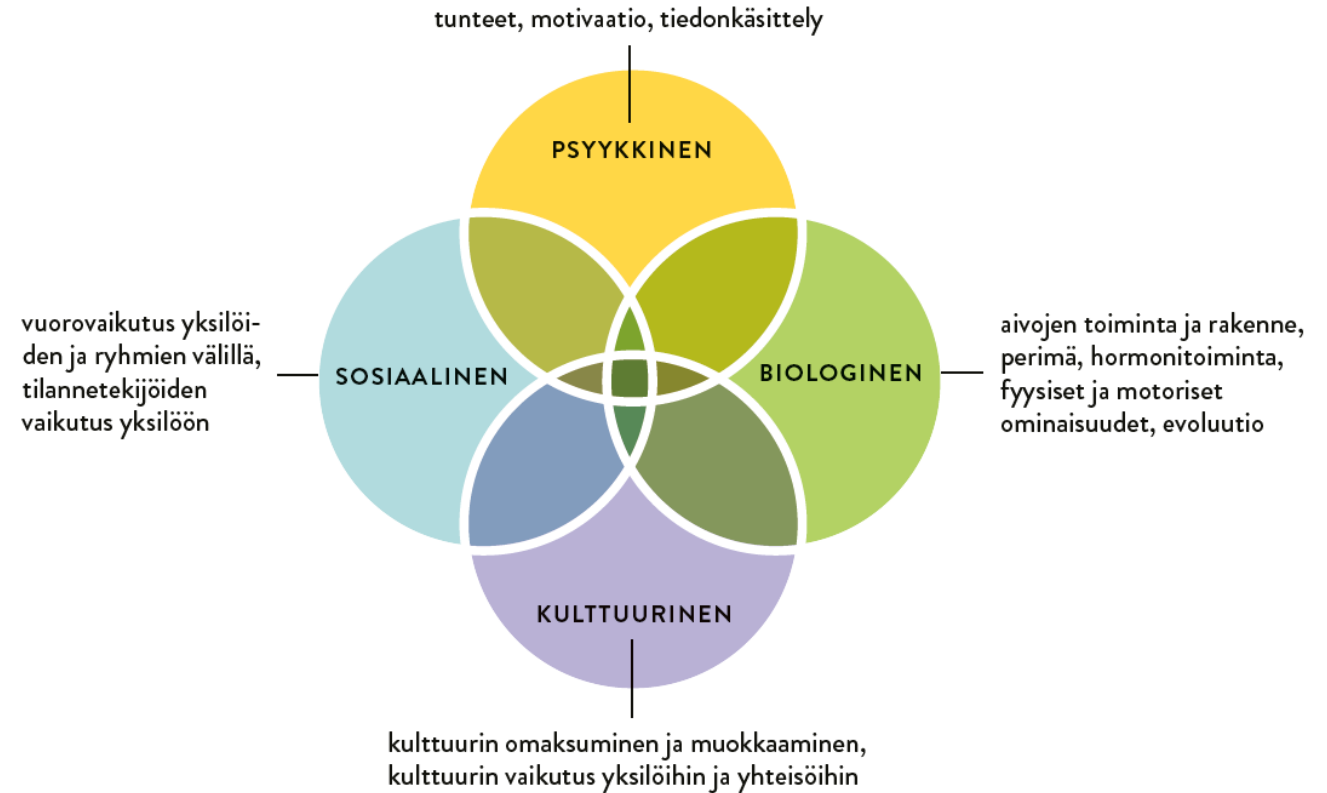 tunteet, motivaatio, tiedonkäsittely
PSYYKKINEN
vuorovaikutus yksilöi-
den ja ryhmien välillä,
tilannetekijöiden
vaikutus yksilöön
SOSIAALINEN
BIOLOGINEN
aivojen toiminta ja rakenne,
perimä, hormonitoiminta,
fyysiset ja motoriset
ominaisuudet, evoluutio
KULTTUURINEN
kulttuurin omaksuminen ja muokkaaminen,
kulttuurin vaikutus yksilöihin ja yhteisöihin